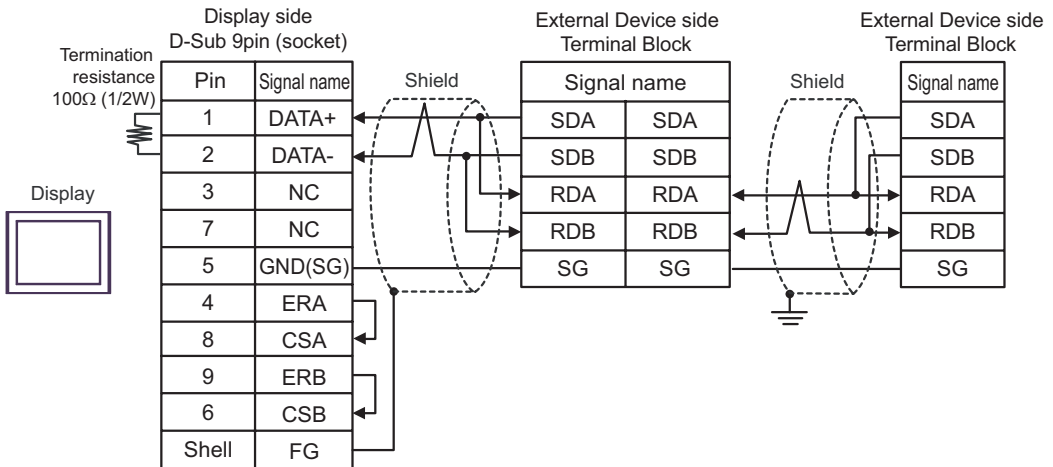 Display side
D-Sub 9pin (socket)
External Device side
Terminal Block
External Device side
Terminal Block
Termination
resistance
100Ω (1/2W)
Pin Signal name
Shield
Signal name
Shield
Signal name
1 DATA+
SDA SDA
SDA
2 DATA-
SDB SDB
SDB
Display
3 NC
RDA RDA
RDA
7 NC
RDB RDB
RDB
5 GND(SG)
SG SG
SG
4 ERA
8 CSA
9 ERB
6 CSB
Shell FG